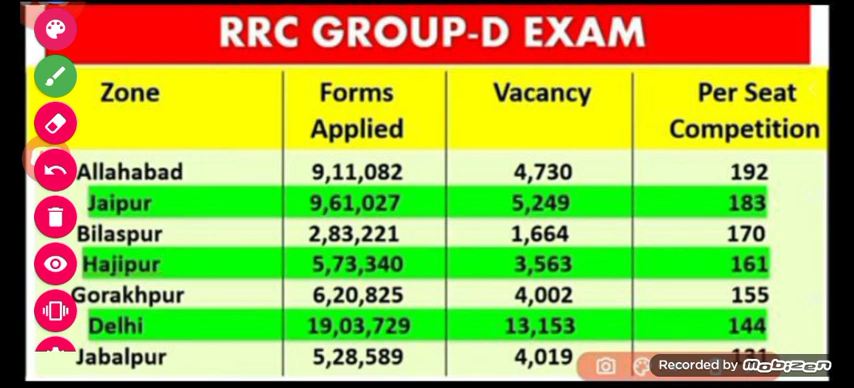 RRC GROUP-D EXAM
Zone Forms Applied Vacancy Per Seat Competition
Allahabad 9,11,082 4,730 192
Jaipur 9,61,027 5,249 183
Bilaspur 2,83,221 1,664 170
Hajipur 5,73,340 3,563 161
Gorakhpur 6,20,825 4,002 155
Delhi 19,03,729 13,153 144
Jabalpur 5,28,589 4,019
Recorded by mobizen